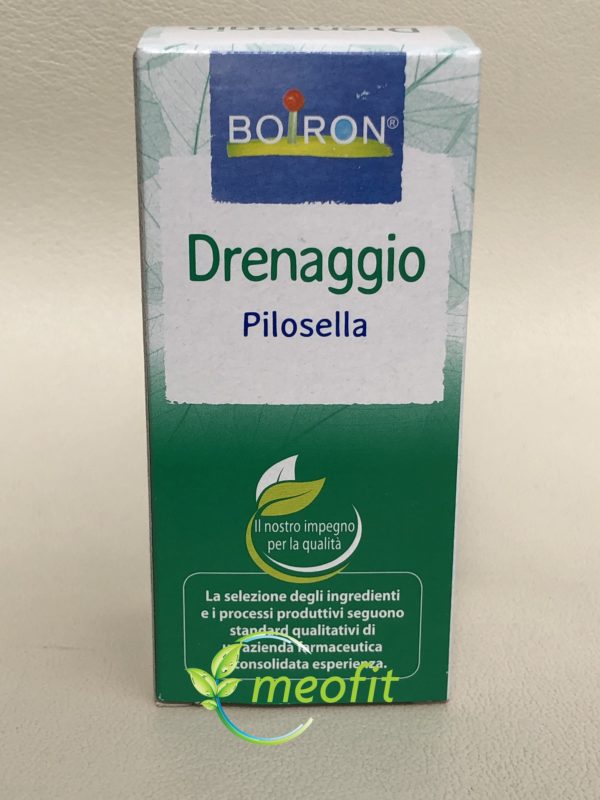 Drenaggio
BOIRON®
Drenaggio
Pilosella
Il nostro impegno
per la qualità
La selezione degli ingredienti
e i processi produttivi seguono
standard qualitativi di
azienda farmaceutica
consolidata esperienza.
meofit